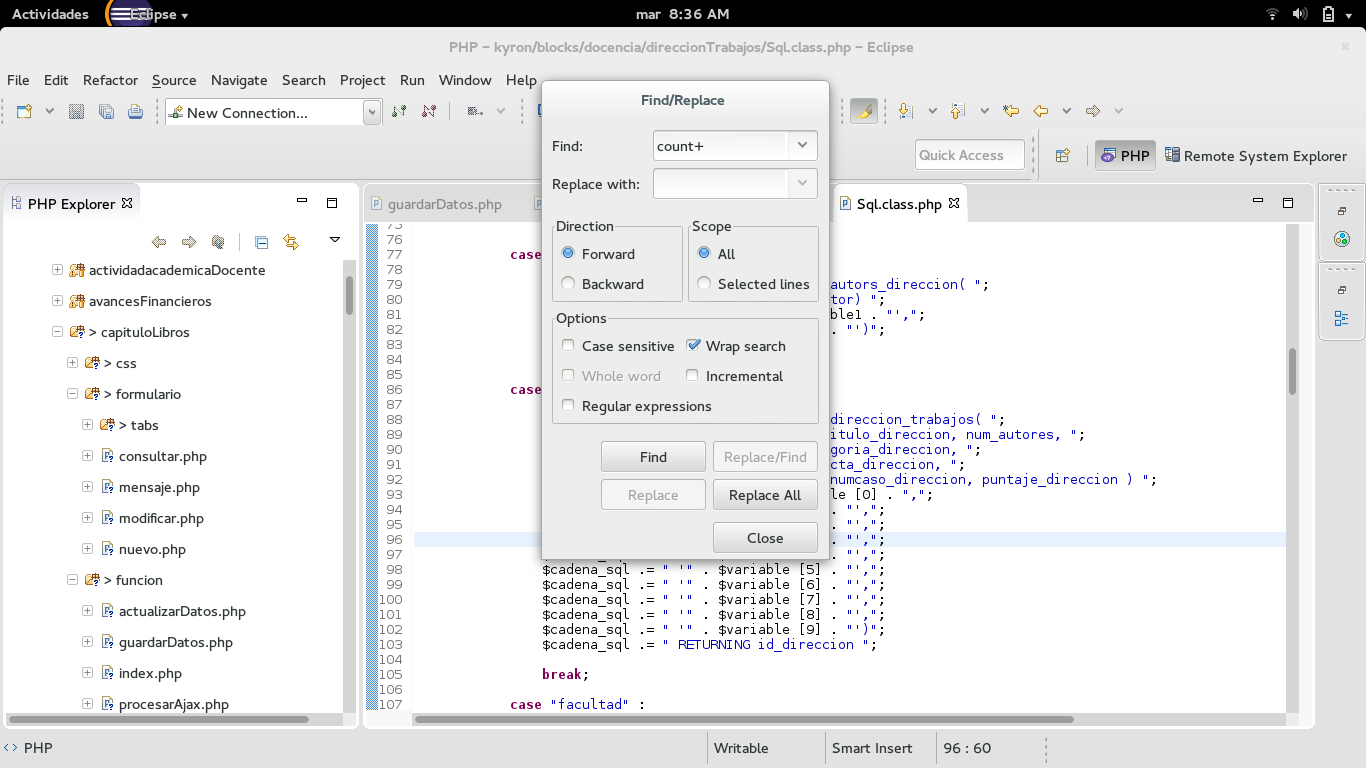 Actividades Eclipse mar 8:36 AM
PHP – kyron/blocks/docencia/direccionTrabajos/Sql.class.php – Eclipse
File Edit Refactor Source Navigate Search Project Run Window Help
New Connection...
Quick Access PHP Remote System Explorer
PHP Explorer
actividadacademicaDocente
avancesFinancieros
> capituloLibros
> css
> formulario
> tabs
consultar.php
mensaje.php
modificar.php
nuevo.php
> funcion
actualizarDatos.php
guardarDatos.php
index.php
procesarAjax.php
guardarDatos.php Sql.class.php
75
76
77 case
78
79 autors_direccion( ";
80 tor) ";
81 ble1 . "',";
82 . "')";
83
84
85
86 case
87
88 direccion_trabajos( ";
89 itulo_direccion, num_autores, ";
90 goria_direccion, ";
91 cta_direccion, ";
92 numcaso_direccion, puntaje_direccion ) ";
93 le [0] . ",";
94 . "',";
95 . "',";
96 . "',";
97 . "',";
98 $cadena_sql .= " '" . $variable [5] . "',";
99 $cadena_sql .= " '" . $variable [6] . "',";
100 $cadena_sql .= " '" . $variable [7] . "',";
101 $cadena_sql .= " '" . $variable [8] . "',";
102 $cadena_sql .= " '" . $variable [9] . "')";
103 $cadena_sql .= " RETURNING id_direccion ";
104
105 break;
106
107 case "facultad" :
Find/Replace
Find: count+
Replace with:
Direction Scope
Forward All
Backward Selected lines
Options
Case sensitive Wrap search
Whole word Incremental
Regular expressions
Find Replace/Find
Replace Replace All
Close
PHP Writable Smart Insert 96 : 60